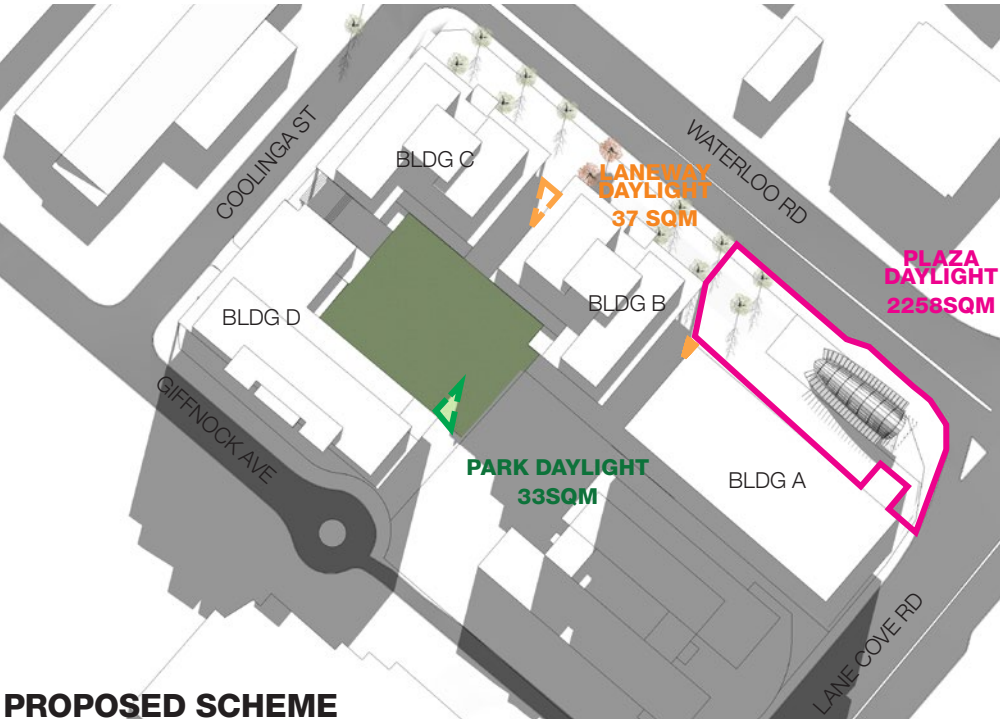 COOLINGA ST
BLDG C
WATERLOO RD
LANEWAY
DAYLIGHT
37 SQM
PLAZA
DAYLIGHT
2258SQM
BLDG B
BLDG D
GIFFNOCK AVE
PARK DAYLIGHT
33SQM
BLDG A
LANE COVE RD
PROPOSED SCHEME